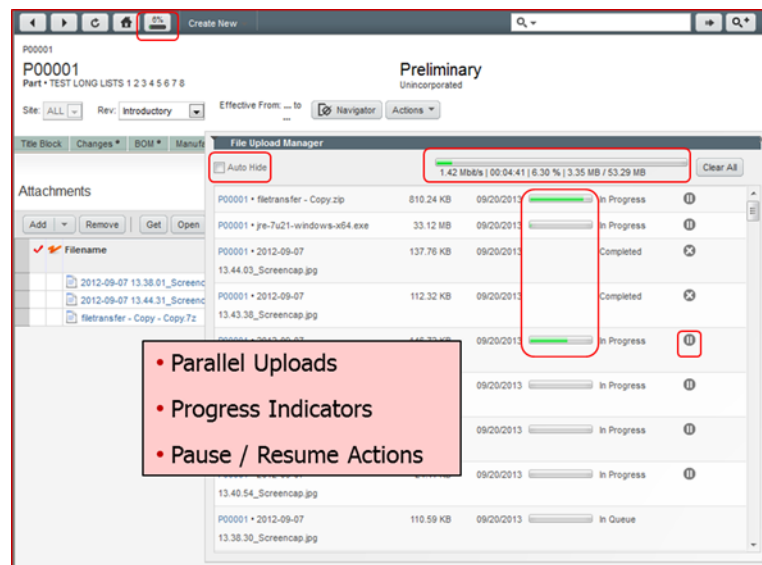 6%
Create New
P00001
P00001
Part • TEST LONG LISTS 1 2 3 4 5 6 7 8
Preliminary
Unincorporated
Site: ALL Rev: Introductory Effective From: ... to ... Navigator Actions
Title Block Changes* BOM* Manufa
File Upload Manager
Auto Hide
1.42 Mbit/s | 00:04:41 | 6.30 % | 3.35 MB / 53.29 MB
Clear All
Attachments
Add Remove Get Open
Filename
2012-09-07 13.38.01_Screenc
2012-09-07 13.44.31_Screenc
filetransfer - Copy - Copy.7z
P00001 • filetransfer - Copy.zip 810.24 KB 09/20/2013 In Progress
P00001 • jre-7u21-windows-x64.exe 33.12 MB 09/20/2013 In Progress
P00001 • 2012-09-07 137.76 KB 09/20/2013 Completed
13.44.03_Screencap.jpg
P00001 • 2012-09-07 112.32 KB 09/20/2013 Completed
13.43.38_Screencap.jpg
09/20/2013 In Progress
09/20/2013 In Progress
09/20/2013 In Progress
09/20/2013 In Progress
13.40.54_Screencap.jpg
P00001 • 2012-09-07 110.59 KB 09/20/2013 In Queue
13.38.30_Screencap.jpg
• Parallel Uploads
• Progress Indicators
• Pause / Resume Actions